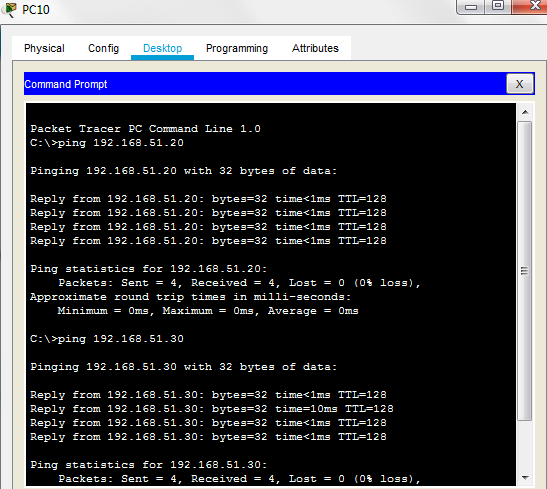 PC10
Physical Config Desktop Programming Attributes
Command Prompt X
Packet Tracer PC Command Line 1.0
C:\>ping 192.168.51.20
Pinging 192.168.51.20 with 32 bytes of data:
Reply from 192.168.51.20: bytes=32 time<1ms TTL=128
Reply from 192.168.51.20: bytes=32 time<1ms TTL=128
Reply from 192.168.51.20: bytes=32 time<1ms TTL=128
Reply from 192.168.51.20: bytes=32 time<1ms TTL=128
Ping statistics for 192.168.51.20:
    Packets: Sent = 4, Received = 4, Lost = 0 (0% loss),
Approximate round trip times in milli-seconds:
    Minimum = 0ms, Maximum = 0ms, Average = 0ms
C:\>ping 192.168.51.30
Pinging 192.168.51.30 with 32 bytes of data:
Reply from 192.168.51.30: bytes=32 time<1ms TTL=128
Reply from 192.168.51.30: bytes=32 time=10ms TTL=128
Reply from 192.168.51.30: bytes=32 time<1ms TTL=128
Reply from 192.168.51.30: bytes=32 time<1ms TTL=128
Ping statistics for 192.168.51.30:
    Packets: Sent = 4, Received = 4, Lost = 0 (0% loss),